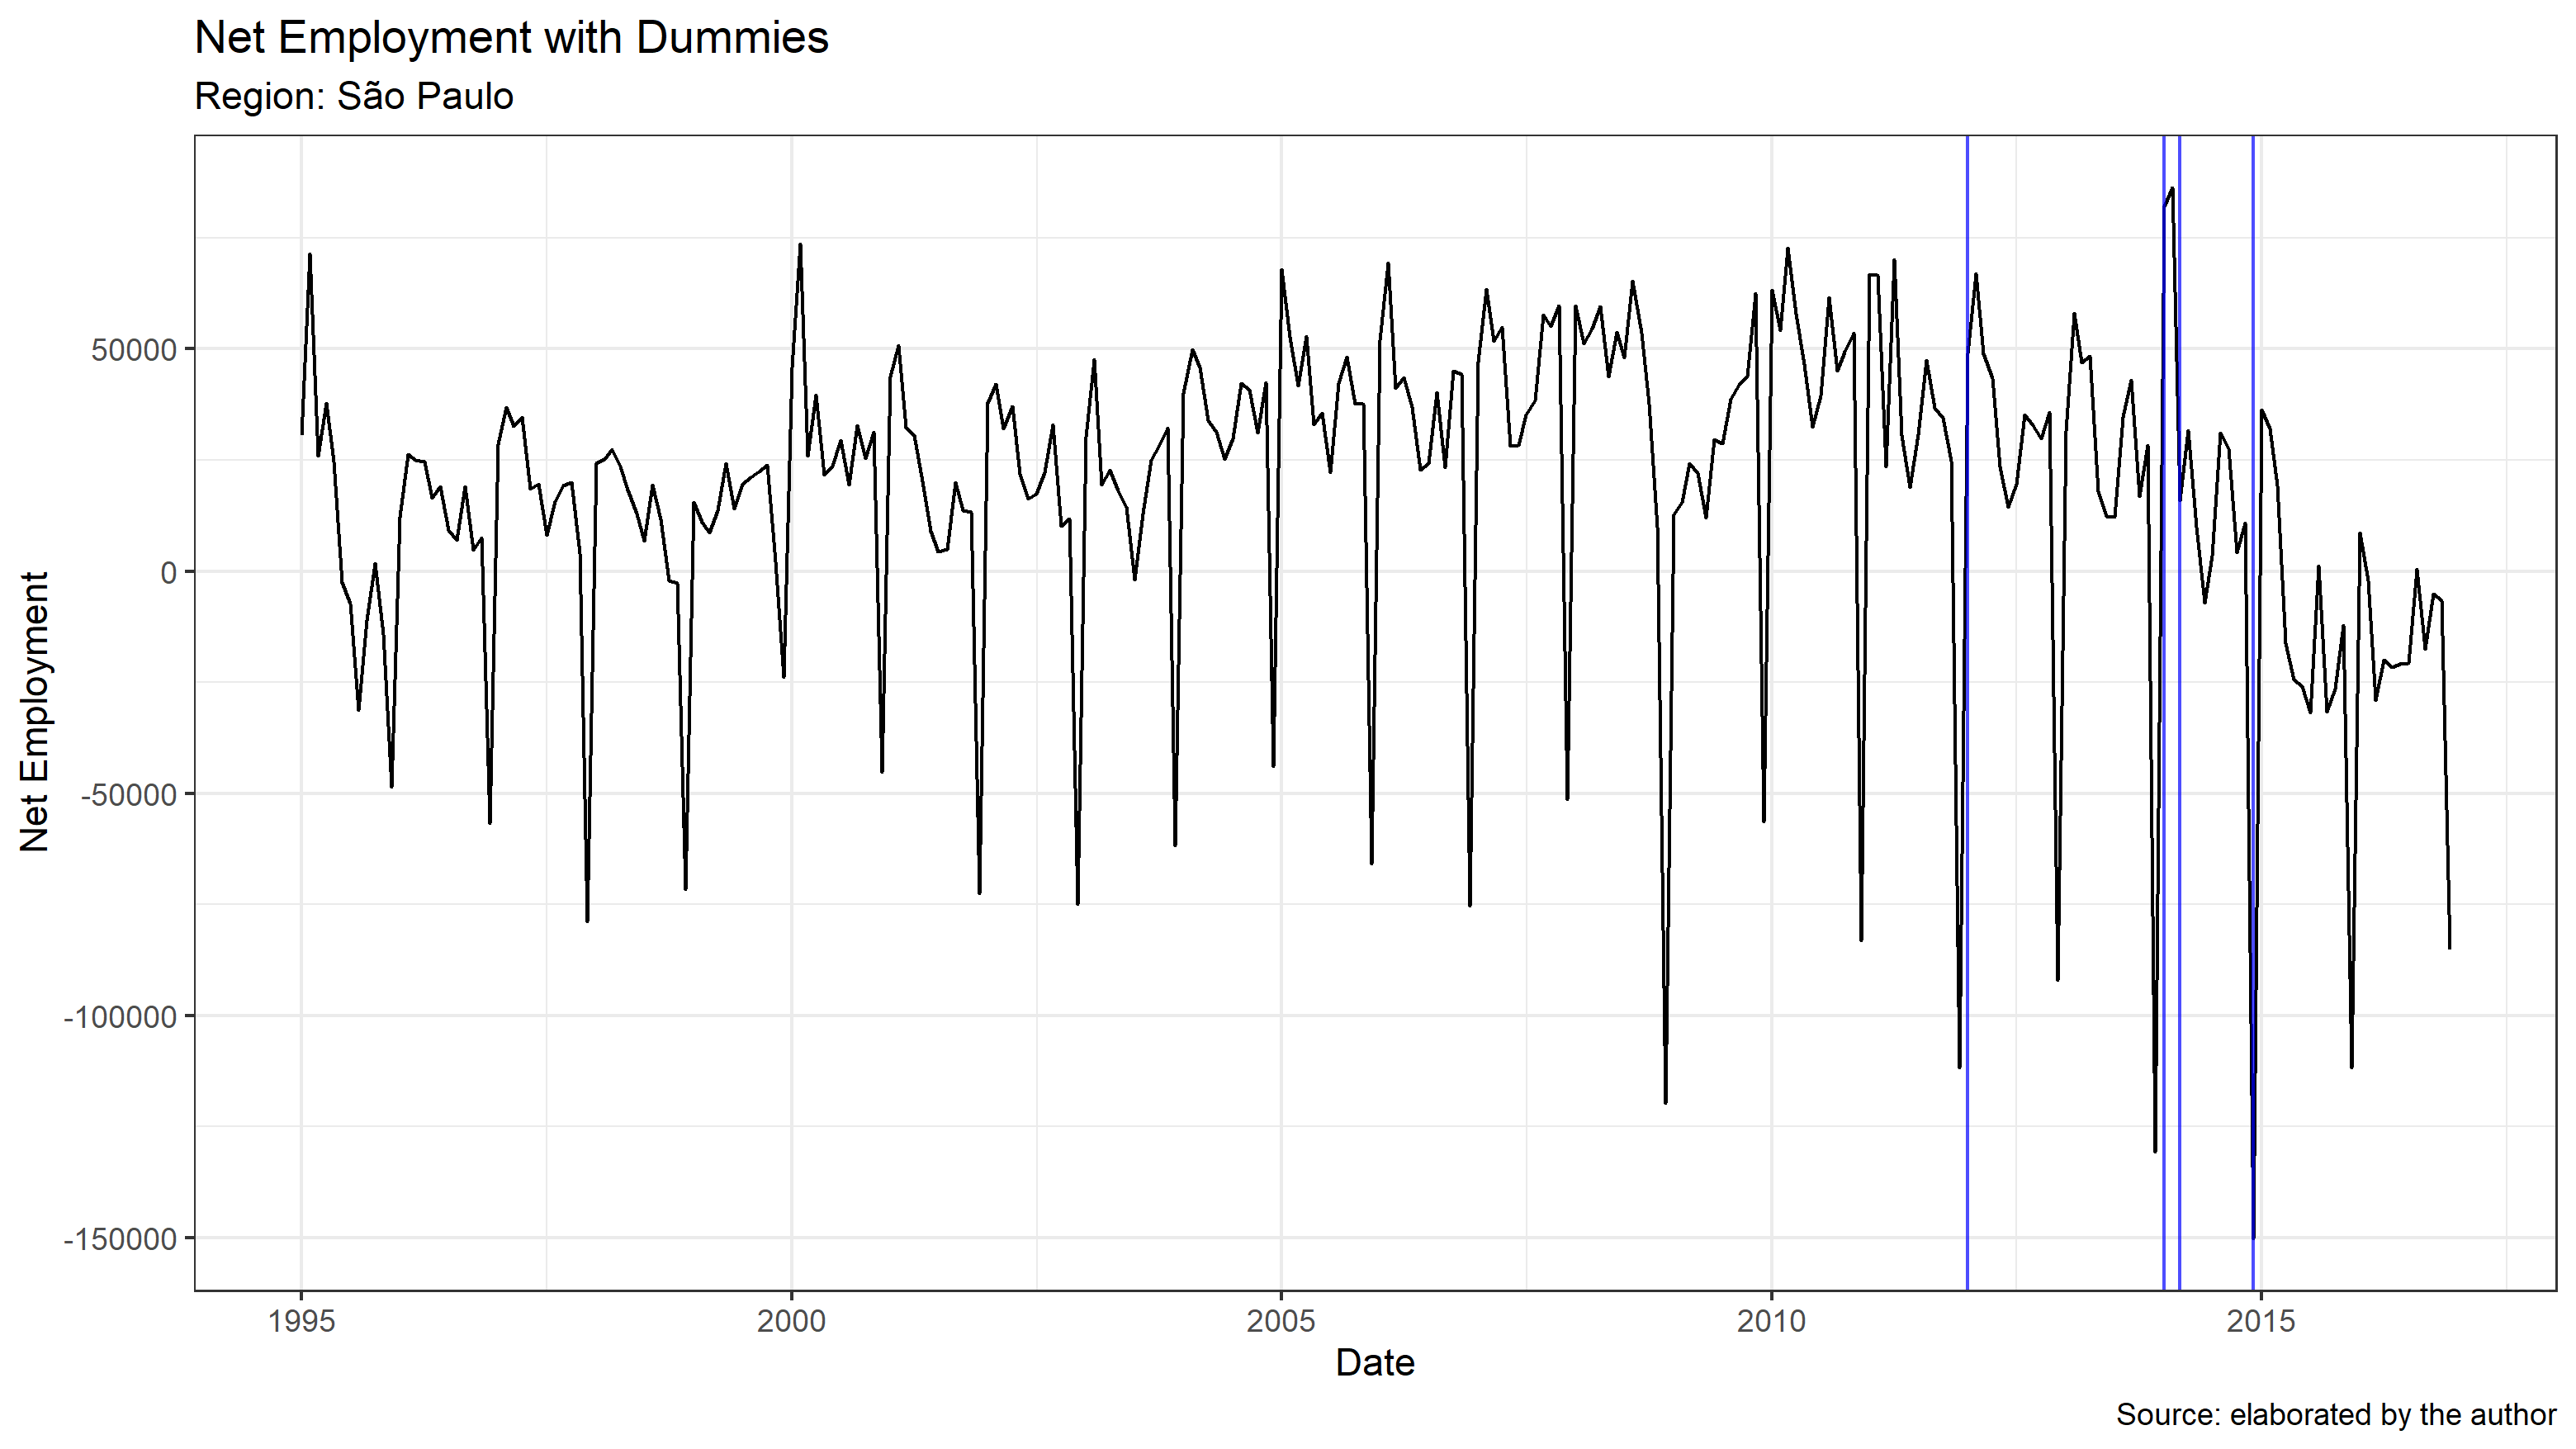 Net Employment with Dummies
Region: São Paulo
Net Employment
50000
0
-50000
-100000
-150000
1995
2000
2005
2010
2015
Date
Source: elaborated by the author